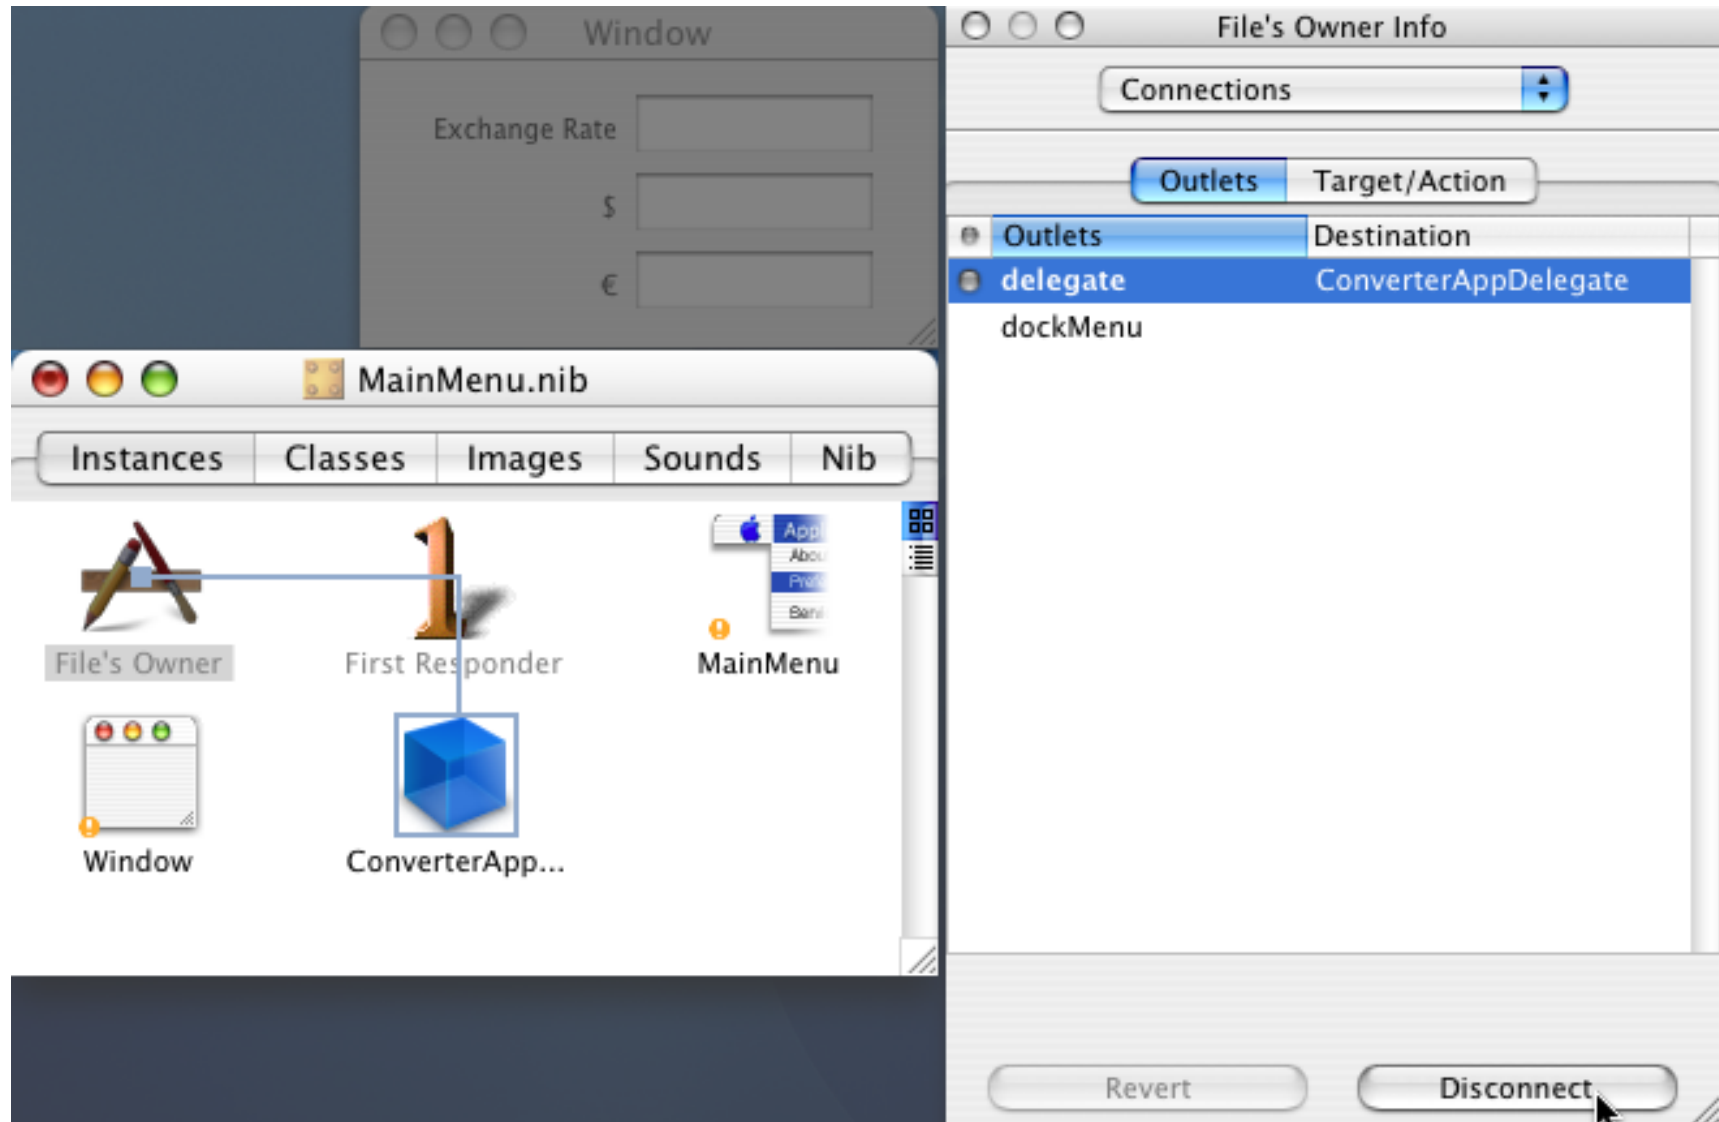 Window
Exchange Rate
$
€
MainMenu.nib
Instances Classes Images Sounds Nib
File's Owner
First Responder
MainMenu
Window
ConverterApp...
File's Owner Info
Connections
Outlets Target/Action
Outlets Destination
delegate ConverterAppDelegate
dockMenu
Revert Disconnect